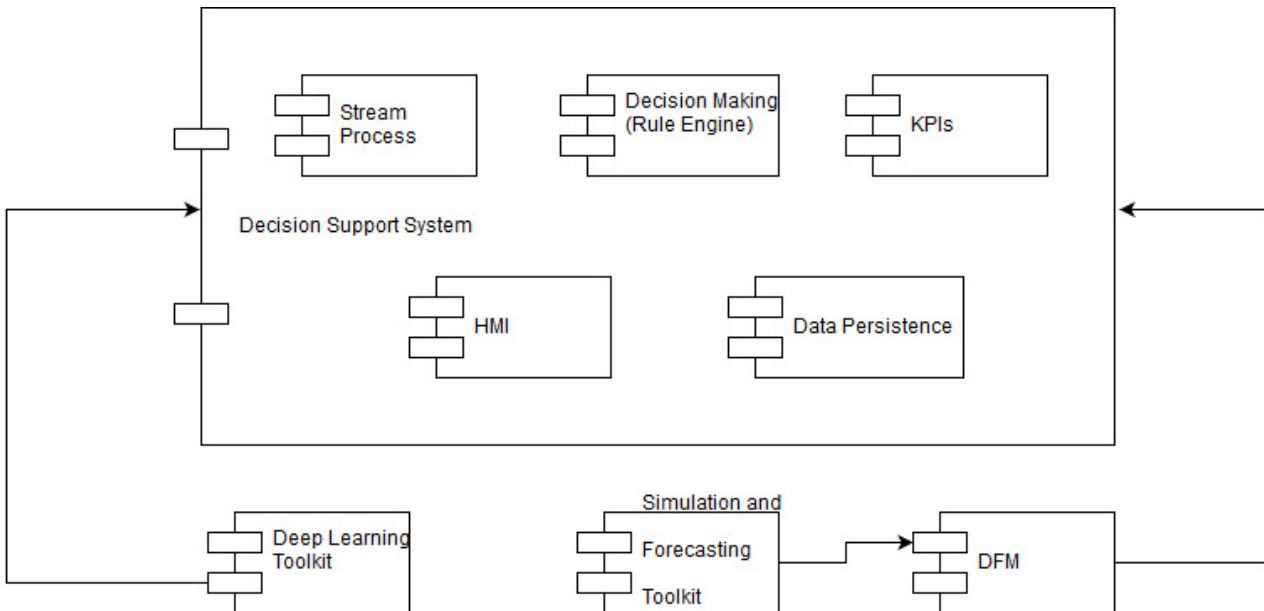 Stream
Process
Decision Making
(Rule Engine)
KPIs
Decision Support System
HMI
Data Persistence
Deep Learning
Toolkit
Simulation and
Forecasting
Toolkit
DFM